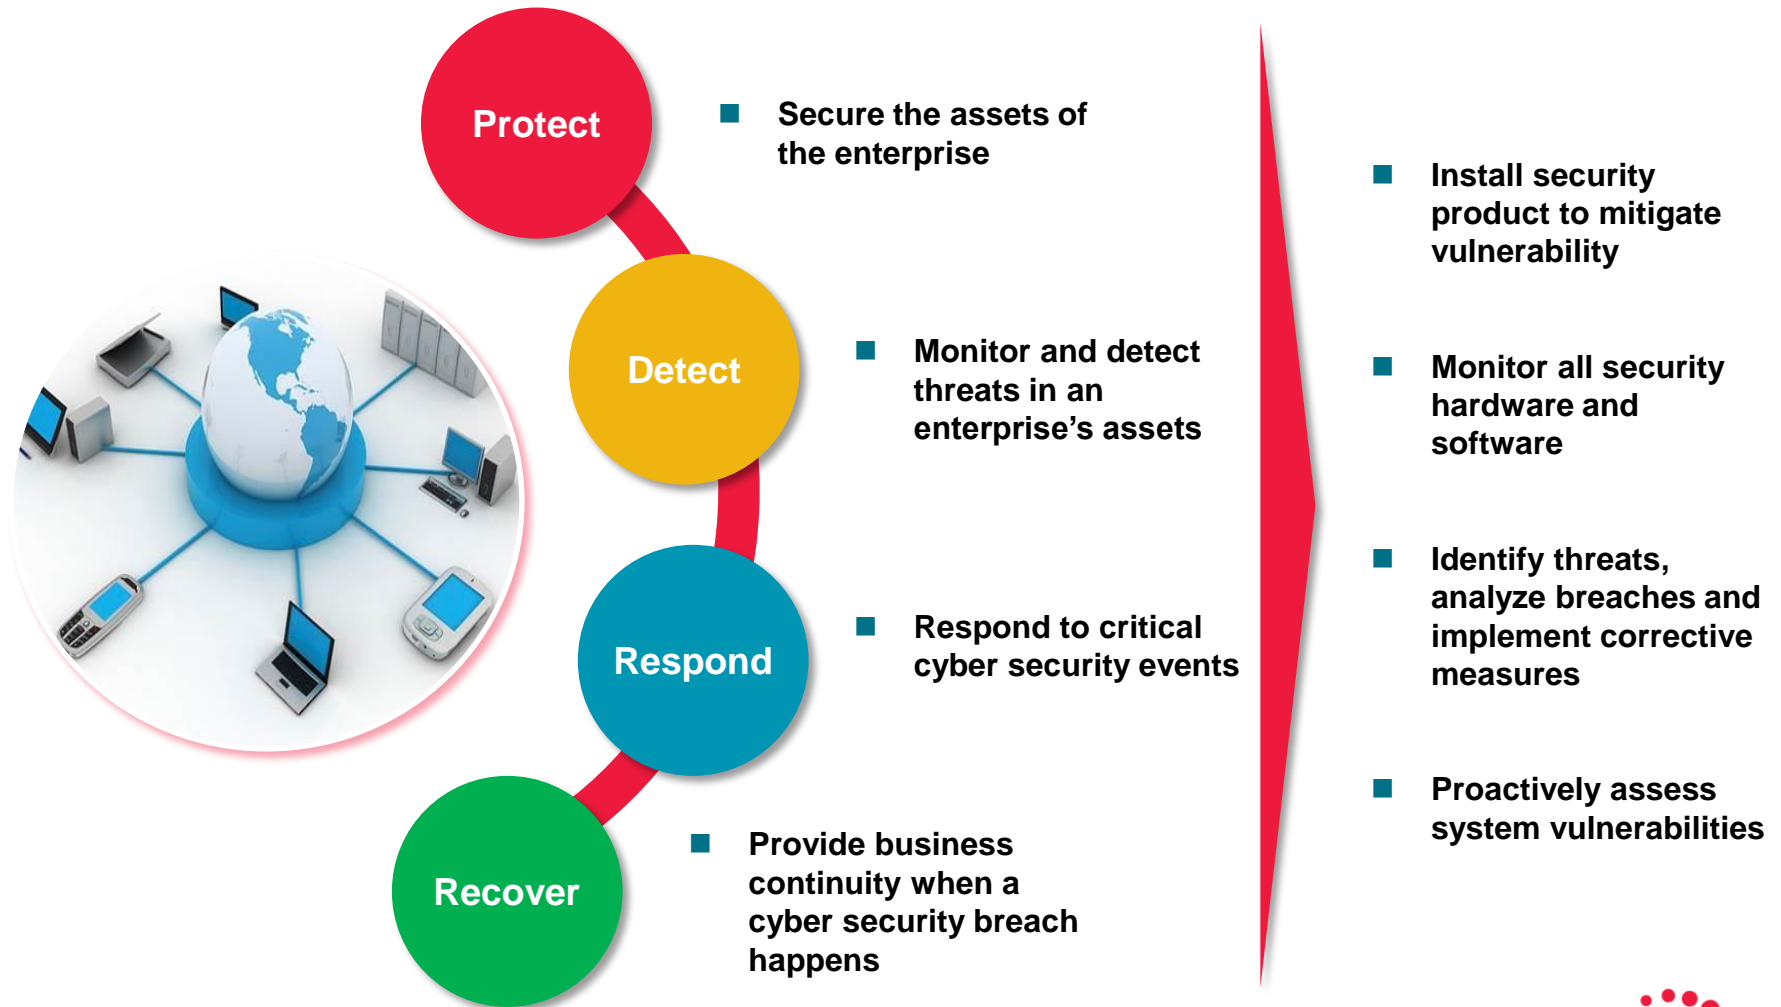 Protect
Secure the assets of
the enterprise
Detect
Monitor and detect
threats in an
enterprise’s assets
Respond
Respond to critical
cyber security events
Recover
Provide business
continuity when a
cyber security breach
happens
Install security
product to mitigate
vulnerability
Monitor all security
hardware and
software
Identify threats,
analyze breaches and
implement corrective
measures
Proactively assess
system vulnerabilities